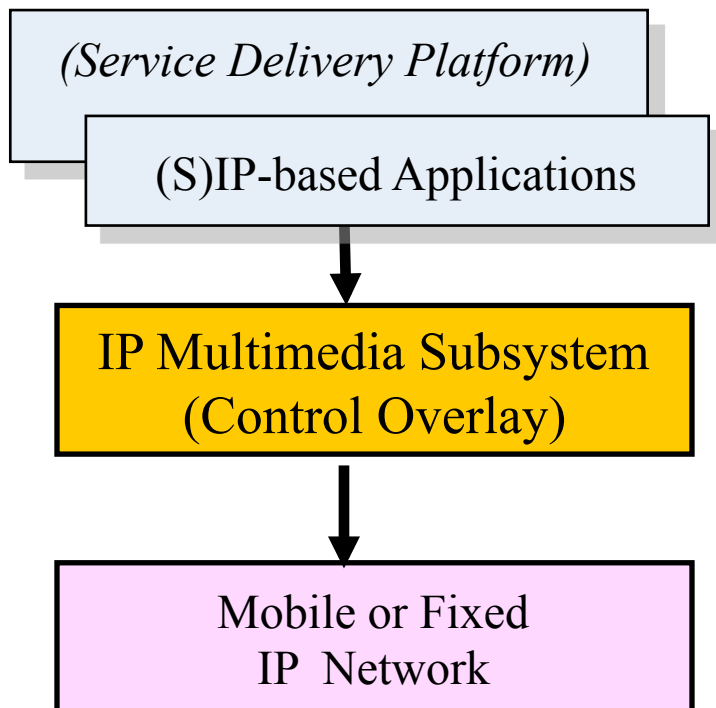 (Service Delivery Platform)
(S)IP-based Applications
IP Multimedia Subsystem
(Control Overlay)
Mobile or Fixed
IP Network